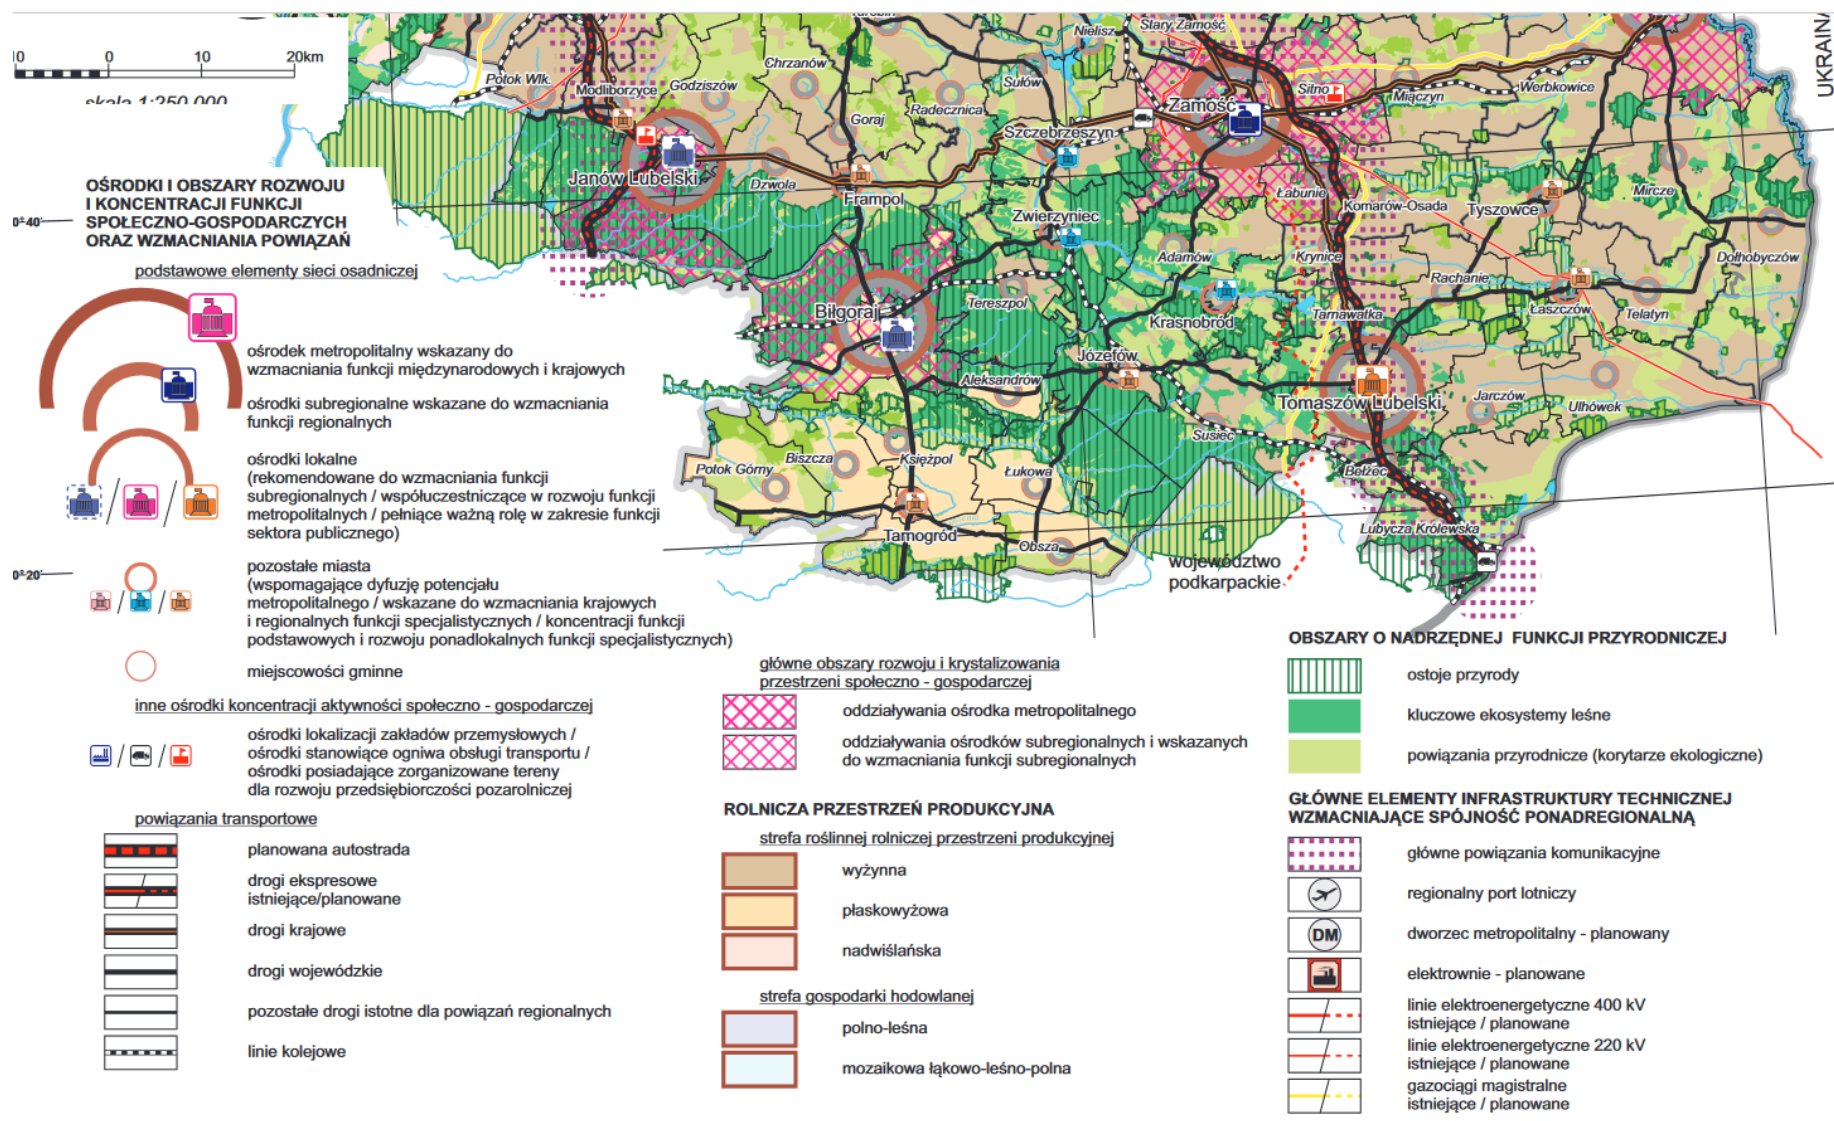 10 0 10 20km
UKRAIN
Stary Zamość
Nielisz
Chrzanów
Potok Wlk.
Modliborzyce
Godziszów
Sułów
Radecznica
Goraj
Sitno
Miączyn
Werbkowice
Zamość
Szczebrzeszyn
Janów Lubelski
Dzwola
Frampol
Łabunie
Komarów-Osada
Tyszowce
Mircze
Zwierzyniec
Adamów
Krynice
Rachanie
Dołhobyczów
Biłgoraj
Tereszpol
Krasnobród
Tarnawatka
Łaszczów
Telatyn
Józefów
Aleksandrów
Tomaszów Lubelski
Jarczów
Ulhówek
Susiec
Potok Górny
Biszcza
Księżpol
Łukowa
Bełżec
Lubycza Królewska
Tarnogród
Obsza
województwo
podkarpackie
skala 1:250 000
0°40'
0°20'
OŚRODKI I OBSZARY ROZWOJU
I KONCENTRACJI FUNKCJI
SPOŁECZNO-GOSPODARCZYCH
ORAZ WZMACNIANIA POWIĄZAŃ
podstawowe elementy sieci osadniczej
ośrodek metropolitalny wskazany do
wzmacniania funkcji międzynarodowych i krajowych
ośrodki subregionalne wskazane do wzmacniania
funkcji regionalnych
ośrodki lokalne
(rekomendowane do wzmacniania funkcji
subregionalnych / współuczestniczące w rozwoju funkcji
metropolitalnych / pełniące ważną rolę w zakresie funkcji
sektora publicznego)
pozostałe miasta
(wspomagające dyfuzję potencjału
metropolitalnego / wskazane do wzmacniania krajowych
i regionalnych funkcji specjalistycznych / koncentracji funkcji
podstawowych i rozwoju ponadlokalnych funkcji specjalistycznych)
miejscowości gminne
inne ośrodki koncentracji aktywności społeczno - gospodarczej
ośrodki lokalizacji zakładów przemysłowych /
ośrodki stanowiące ogniwa obsługi transportu /
ośrodki posiadające zorganizowane tereny
dla rozwoju przedsiębiorczości pozarolniczej
powiązania transportowe
planowana autostrada
drogi ekspresowe
istniejące/planowane
drogi krajowe
drogi wojewódzkie
pozostałe drogi istotne dla powiązań regionalnych
linie kolejowe
główne obszary rozwoju i krystalizowania
przestrzeni społeczno - gospodarczej
oddziaływania ośrodka metropolitalnego
oddziaływania ośrodków subregionalnych i wskazanych
do wzmacniania funkcji subregionalnych
ROLNICZA PRZESTRZEŃ PRODUKCYJNA
strefa roślinnej rolniczej przestrzeni produkcyjnej
wyżynna
płaskowyżowa
nadwiślańska
strefa gospodarki hodowlanej
polno-leśna
mozaikowa łąkowo-leśno-polna
OBSZARY O NADRZĘDNEJ FUNKCJI PRZYRODNICZEJ
ostoje przyrody
kluczowe ekosystemy leśne
powiązania przyrodnicze (korytarze ekologiczne)
GŁÓWNE ELEMENTY INFRASTRUKTURY TECHNICZNEJ
WZMACNIAJĄCE SPÓJNOŚĆ PONADREGIONALNĄ
główne powiązania komunikacyjne
regionalny port lotniczy
DM
dworzec metropolitalny - planowany
elektrownie - planowane
linie elektroenergetyczne 400 kV
istniejące / planowane
linie elektroenergetyczne 220 kV
istniejące / planowane
gazociągi magistralne
istniejące / planowane